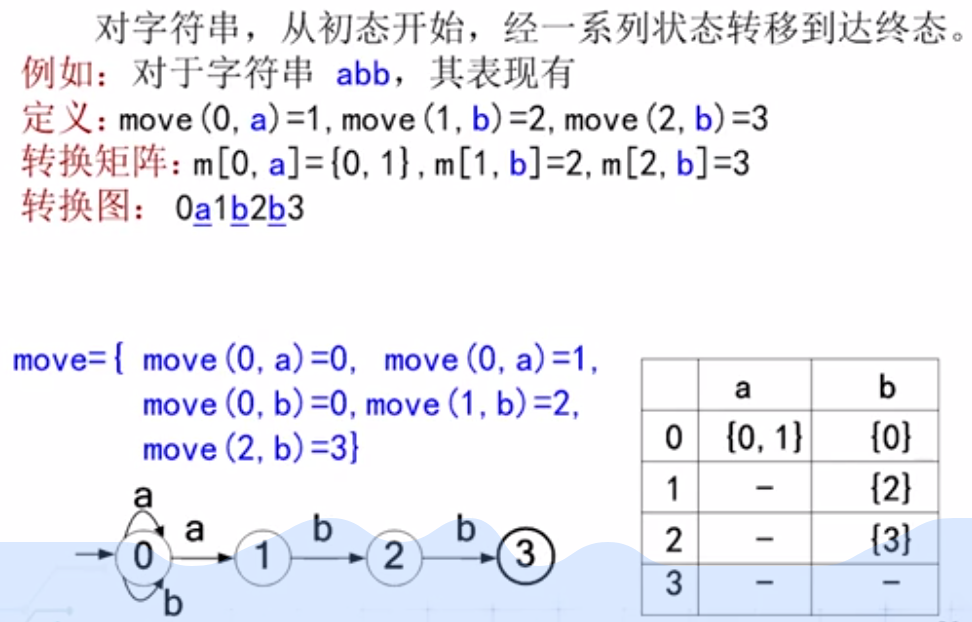 对字符串，从初态开始，经一系列状态转移到达终态。
例如：对于字符串 abb，其表现有
定义：move(0,a)=1,move(1,b)=2,move(2,b)=3
转换矩阵：m[0,a]={0,1},m[1,b]=2,m[2,b]=3
转换图： 0a1b2b3
move={ move(0,a)=0, move(0,a)=1,
move(0,b)=0,move(1,b)=2,
move(2,b)=3}
a b
0 {0,1} {0}
1 - {2}
2 - {3}
3 - -
a
a b b
0 1 2 3
b